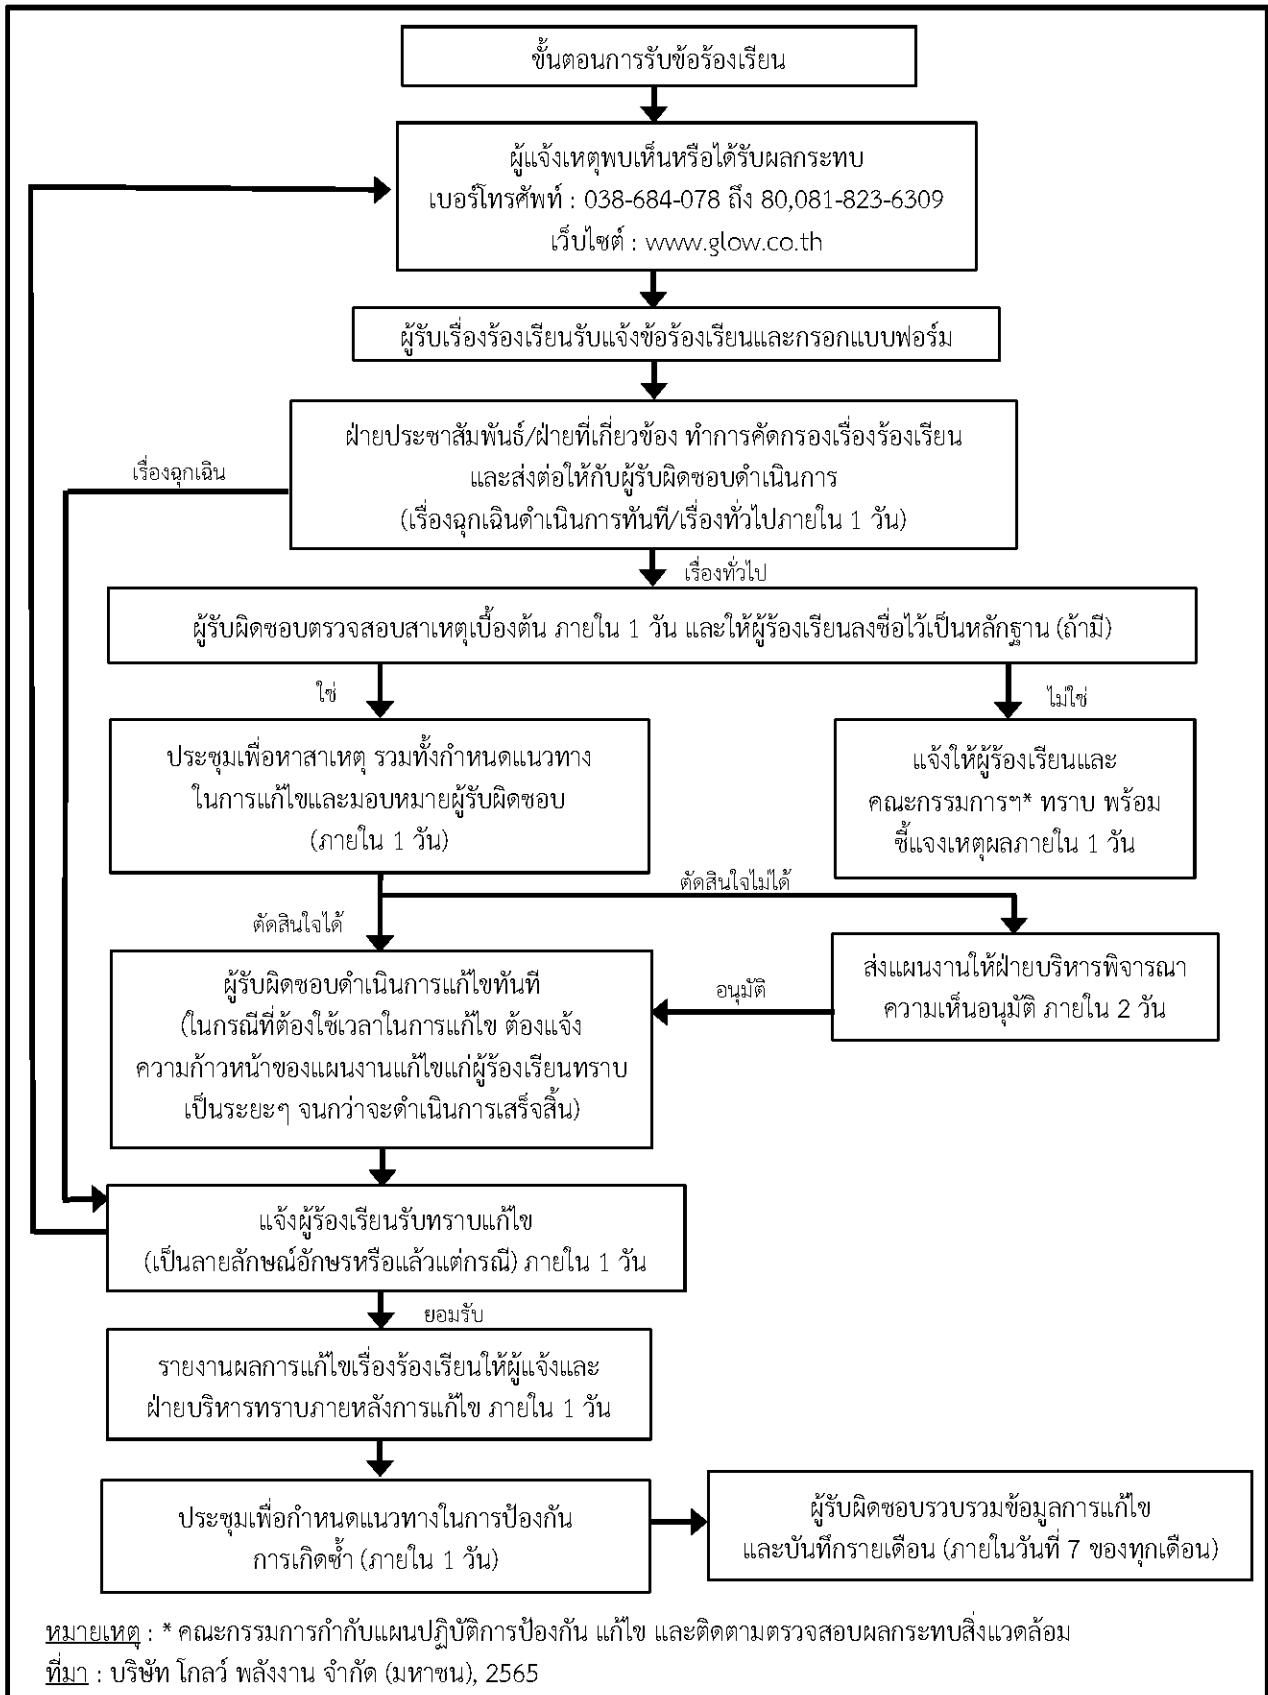 ขั้นตอนการรับข้อร้องเรียน
ผู้แจ้งเหตุพบเห็นหรือได้รับผลกระทบ
เบอร์โทรศัพท์ : 038-684-078 ถึง 80,081-823-6309
เว็บไซต์ : www.glow.co.th
ผู้รับเรื่องร้องเรียนรับแจ้งข้อร้องเรียนและกรอกแบบฟอร์ม
ฝ่ายประชาสัมพันธ์/ฝ่ายที่เกี่ยวข้อง ทำการคัดกรองเรื่องร้องเรียน
และส่งต่อให้กับผู้รับผิดชอบดำเนินการ
(เรื่องฉุกเฉินดำเนินการทันที/เรื่องทั่วไปภายใน 1 วัน)
เรื่องฉุกเฉิน
เรื่องทั่วไป
ผู้รับผิดชอบตรวจสอบสาเหตุเบื้องต้น ภายใน 1 วัน และให้ผู้ร้องเรียนลงชื่อไว้เป็นหลักฐาน (ถ้ามี)
ใช่
ไม่ใช่
ประชุมเพื่อหาสาเหตุ รวมทั้งกำหนดแนวทาง
ในการแก้ไขและมอบหมายผู้รับผิดชอบ
(ภายใน 1 วัน)
แจ้งให้ผู้ร้องเรียนและ
คณะกรรมการฯ* ทราบ พร้อม
ชี้แจงเหตุผลภายใน 1 วัน
ตัดสินใจไม่ได้
ตัดสินใจได้
ผู้รับผิดชอบดำเนินการแก้ไขทันที
(ในกรณีที่ต้องใช้เวลาในการแก้ไข ต้องแจ้ง
ความก้าวหน้าของแผนงานแก้ไขแก่ผู้ร้องเรียนทราบ
เป็นระยะๆ จนกว่าจะดำเนินการเสร็จสิ้น)
อนุมัติ
ส่งแผนงานให้ฝ่ายบริหารพิจารณา
ความเห็นอนุมัติ ภายใน 2 วัน
แจ้งผู้ร้องเรียนรับทราบแก้ไข
(เป็นลายลักษณ์อักษรหรือแล้วแต่กรณี) ภายใน 1 วัน
ยอมรับ
รายงานผลการแก้ไขเรื่องร้องเรียนให้ผู้แจ้งและ
ฝ่ายบริหารทราบภายหลังการแก้ไข ภายใน 1 วัน
ประชุมเพื่อกำหนดแนวทางในการป้องกัน
การเกิดซ้ำ (ภายใน 1 วัน)
ผู้รับผิดชอบรวบรวมข้อมูลการแก้ไข
และบันทึกรายเดือน (ภายในวันที่ 7 ของทุกเดือน)
หมายเหตุ : * คณะกรรมการกำกับแผนปฏิบัติการป้องกัน แก้ไข และติดตามตรวจสอบผลกระทบสิ่งแวดล้อม
ที่มา : บริษัท โกลว์ พลังงาน จำกัด (มหาชน), 2565